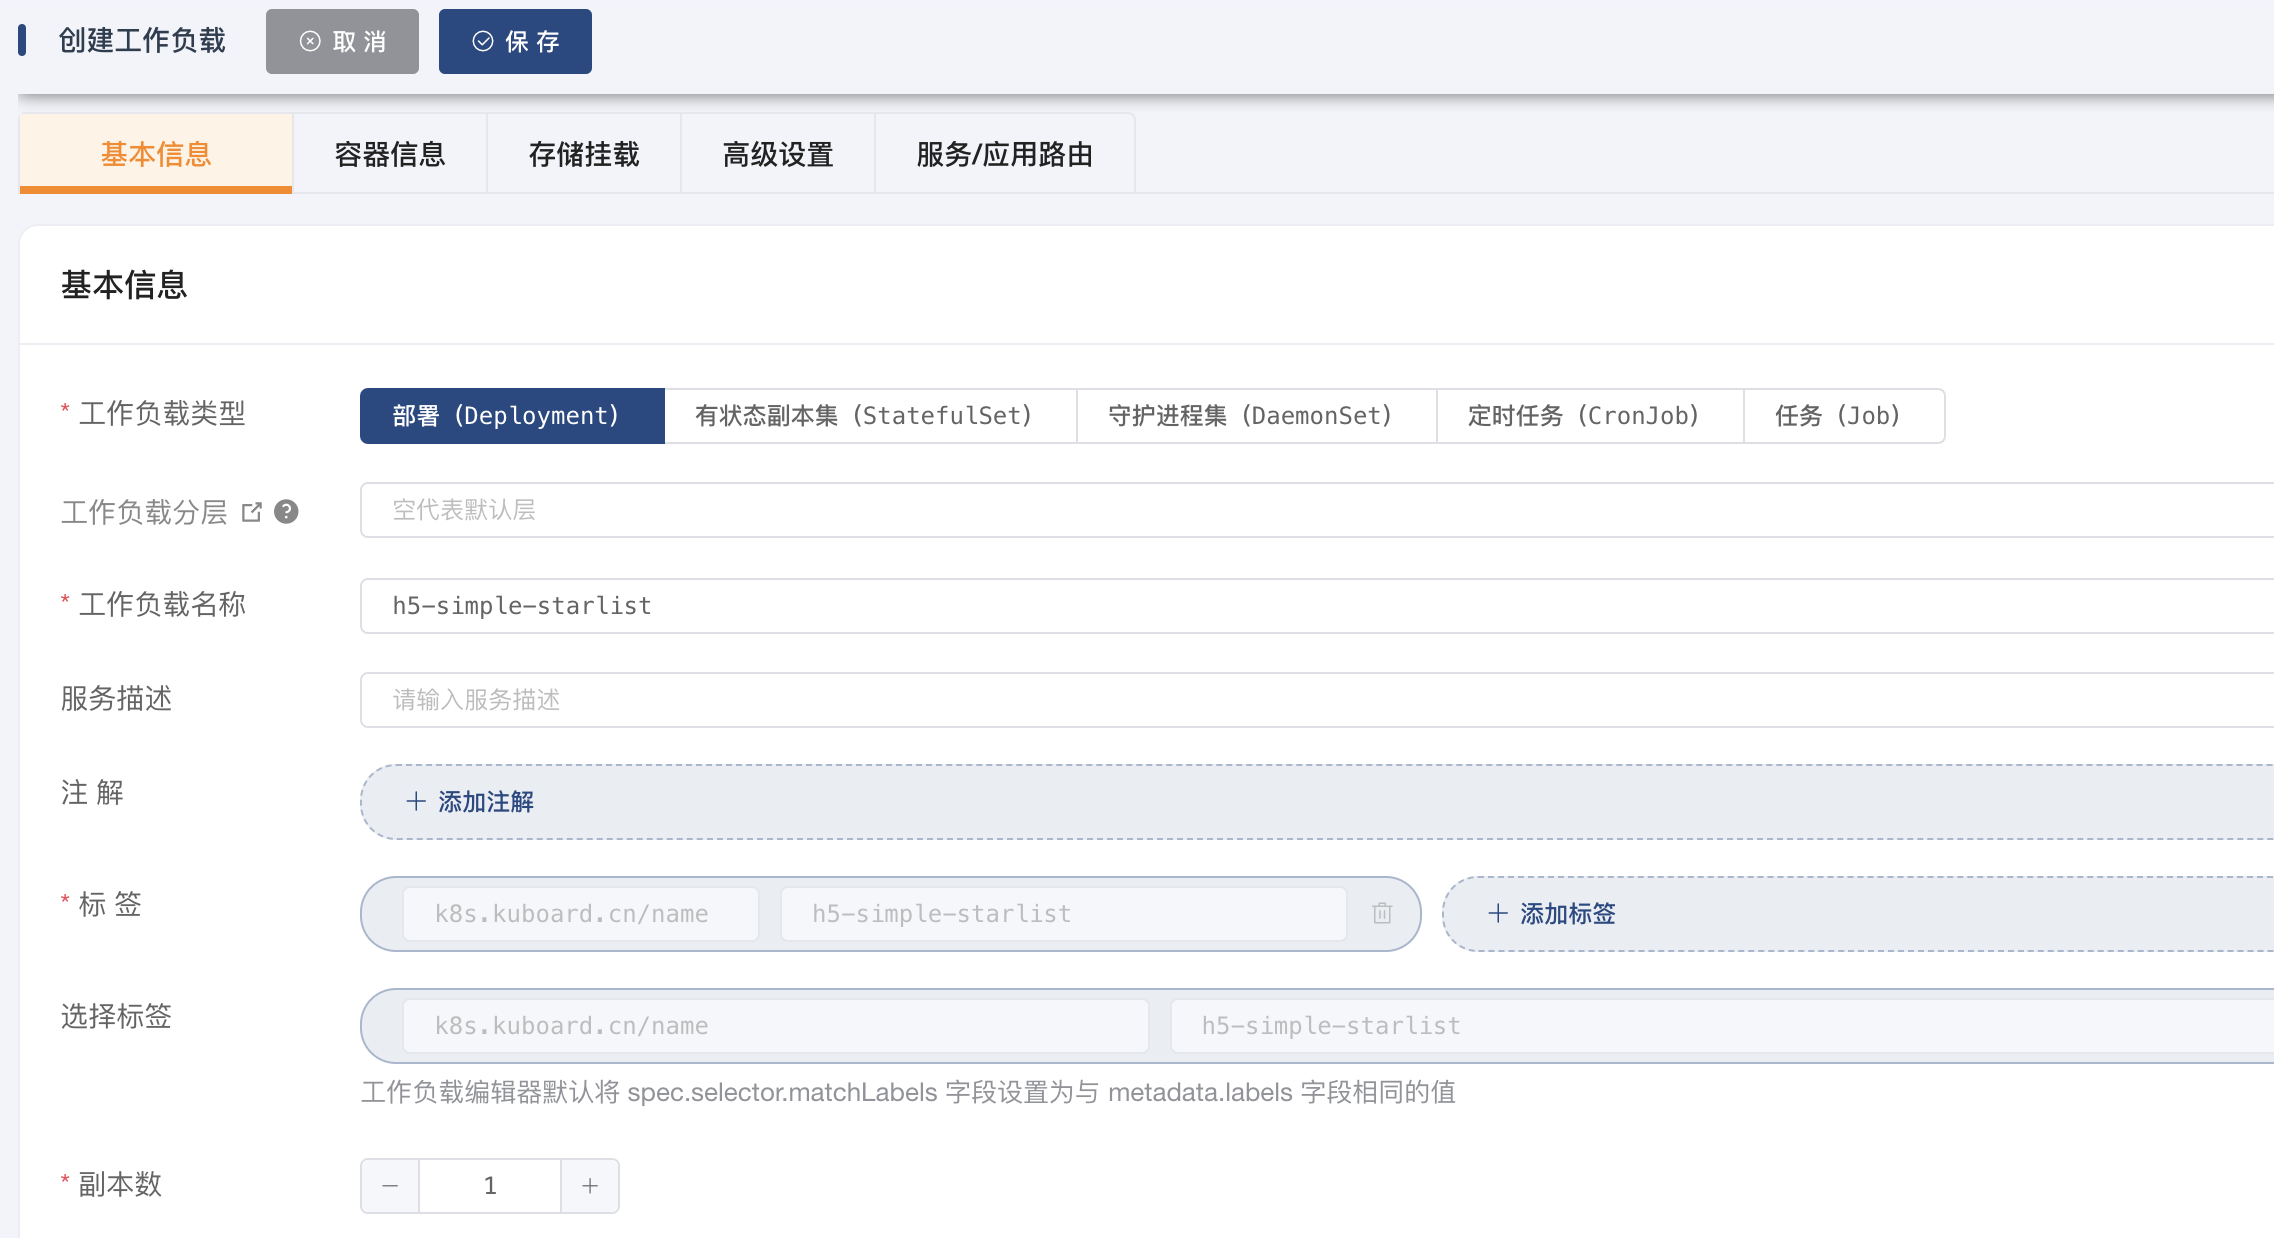 创建工作负载 取 消 保 存
基本信息 容器信息 存储挂载 高级设置 服务/应用路由
基本信息
* 工作负载类型 部署 (Deployment) 有状态副本集 (StatefulSet) 守护进程集 (DaemonSet) 定时任务 (CronJob) 任务 (Job)
工作负载分层 空代表默认层
* 工作负载名称 h5-simple-starlist
服务描述 请输入服务描述
注 解 + 添加注解
* 标 签 k8s.kuboard.cn/name h5-simple-starlist + 添加标签
选择标签 k8s.kuboard.cn/name h5-simple-starlist
工作负载编辑器默认将 spec.selector.matchLabels 字段设置为与 metadata.labels 字段相同的值
* 副本数 − 1 +